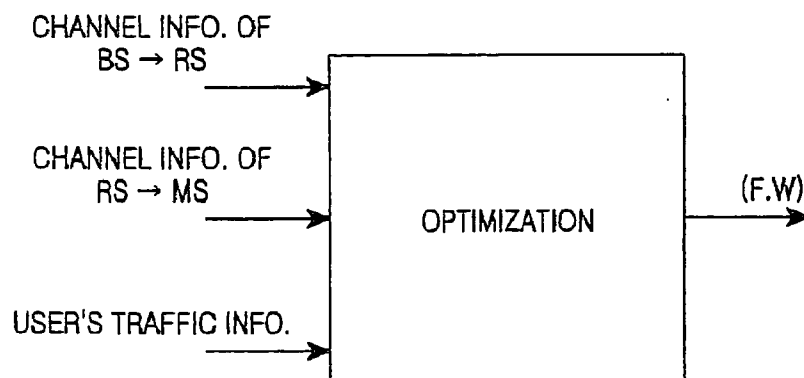 CHANNEL INFO. OF
BS → RS
CHANNEL INFO. OF
RS → MS
OPTIMIZATION
(F.W)
USER'S TRAFFIC INFO.